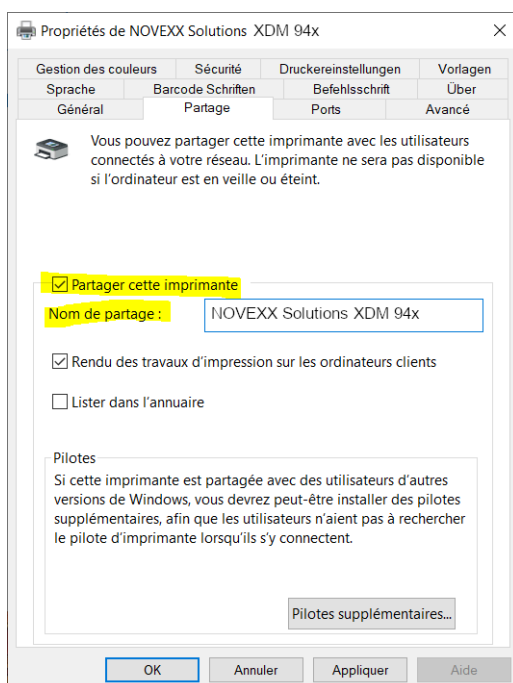 Propriétés de NOVEXX Solutions XDM 94x
Gestion des couleurs Sécurité Druckereinstellungen Vorlagen
Sprache Barcode Schriften Befehlsschrift Über
Général Partage Ports Avancé
Vous pouvez partager cette imprimante avec les utilisateurs
connectés à votre réseau. L'imprimante ne sera pas disponible
si l'ordinateur est en veille ou éteint.
Partager cette imprimante
Nom de partage : NOVEXX Solutions XDM 94x
Rendu des travaux d'impression sur les ordinateurs clients
Lister dans l'annuaire
Pilotes
Si cette imprimante est partagée avec des utilisateurs d'autres
versions de Windows, vous devrez peut-être installer des pilotes
supplémentaires, afin que les utilisateurs n'aient pas à rechercher
le pilote d'imprimante lorsqu'ils s'y connectent.
Pilotes supplémentaires...
OK Annuler Appliquer Aide